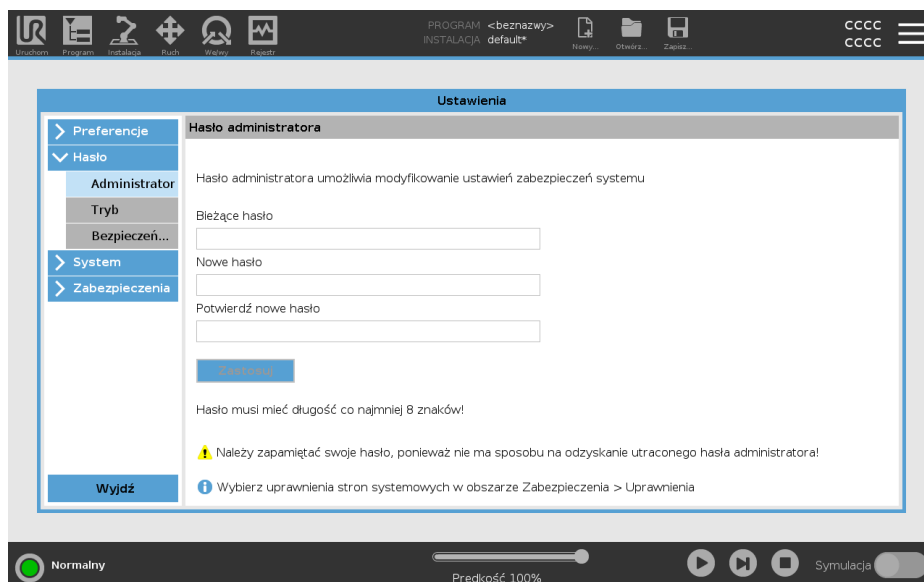 UR
PROGRAM <beznazwy>
INSTALACJA default*
CCCC
CCCC
Uruchom Program Instalacja Ruch We/wy Rejestr Nowy... Otwórz... Zapisz...
Ustawienia
Preferencje
Hasło
Administrator
Tryb
Bezpieczeń...
System
Zabezpieczenia
Wyjdź
Hasło administratora
Hasło administratora umożliwia modyfikowanie ustawień zabezpieczeń systemu
Bieżące hasło
Nowe hasło
Potwierdź nowe hasło
Zastosuj
Hasło musi mieć długość co najmniej 8 znaków!
Należy zapamiętać swoje hasło, ponieważ nie ma sposobu na odzyskanie utraconego hasła administratora!
Wybierz uprawnienia stron systemowych w obszarze Zabezpieczenia > Uprawnienia
Normalny
Prędkość 100%
Symulacja